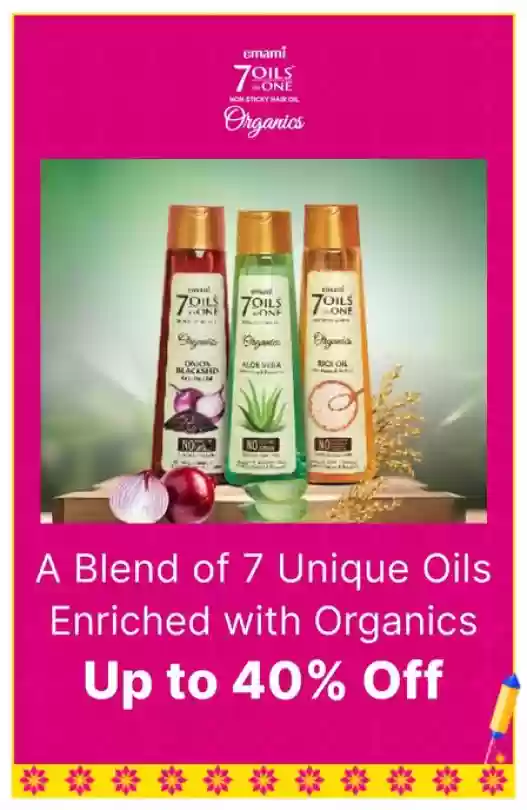 emami
7 OILS
in ONE
NON STICKY HAIR OIL
Organics
emami
7 OILS
in ONE
Organics
ONION
BLACKSEED
NO
emami
7 OILS
in ONE
Organics
ALOE VERA
NO
emami
7 OILS
in ONE
Organics
RICE OIL
NO
A Blend of 7 Unique Oils
Enriched with Organics
Up to 40% Off